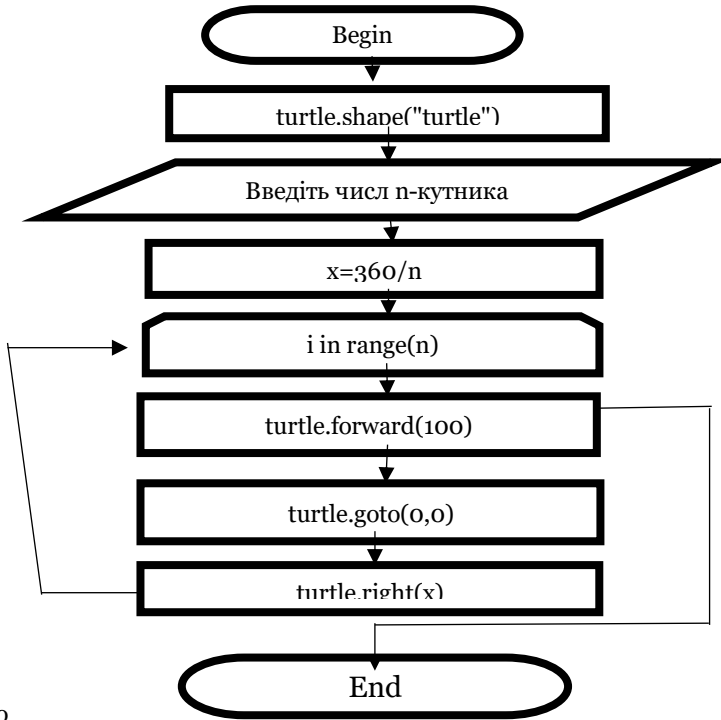 Begin
turtle.shape("turtle")
Введіть числ n-кутника
x=360/n
i in range(n)
turtle.forward(100)
turtle.goto(0,0)
turtle.right(x)
End